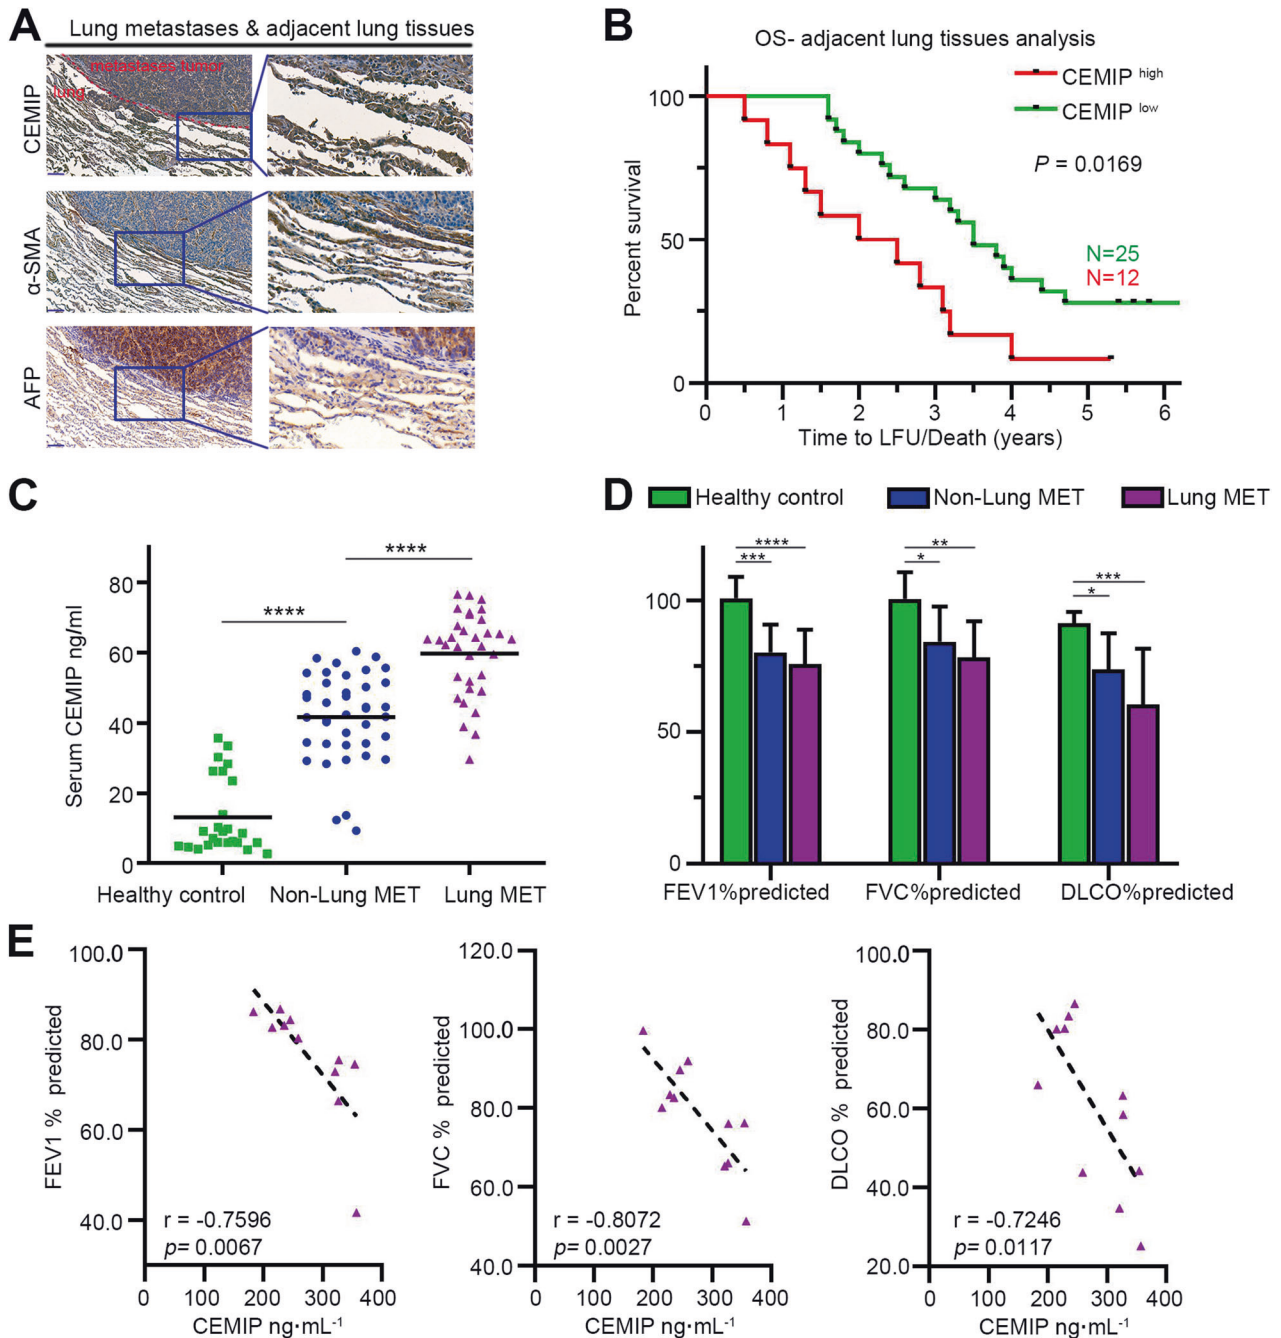 A
Lung metastases & adjacent lung tissues
CEMIP
metastases tumor
lung
α-SMA
AFP
B
OS- adjacent lung tissues analysis
CEMIP high
CEMIP low
P = 0.0169
N=25
N=12
Percent survival
100
50
0
0 1 2 3 4 5 6
Time to LFU/Death (years)
C
Serum CEMIP ng/ml
80
60
40
20
0
****
****
Healthy control Non-Lung MET Lung MET
D
Healthy control Non-Lung MET Lung MET
100
50
0
****
***
**
*
***
*
FEV1%predicted FVC%predicted DLCO%predicted
E
FEV1 % predicted
100.0
80.0
60.0
40.0
r = -0.7596
p= 0.0067
0 100 200 300 400
CEMIP ng·mL-1
FVC % predicted
120.0
100.0
80.0
60.0
40.0
r = -0.8072
p= 0.0027
0 100 200 300 400
CEMIP ng·mL-1
DLCO % predicted
100.0
80.0
60.0
40.0
20.0
r = -0.7246
p= 0.0117
0 100 200 300 400
CEMIP ng·mL-1